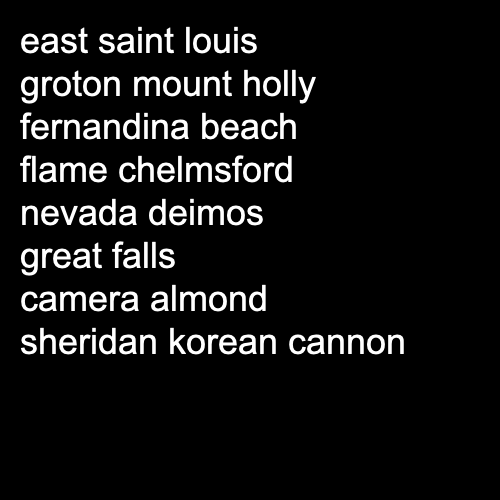 east saint louis
groton mount holly
fernandina beach
flame chelmsford
nevada deimos
great falls
camera almond
sheridan korean cannon